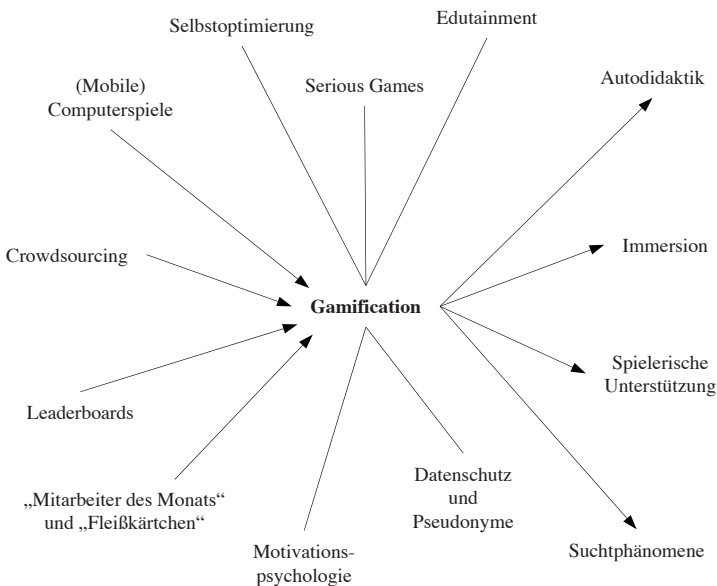 Edutainment
Selbstoptimierung
Serious Games
(Mobile)
Computerspiele
Autodidaktik
Crowdsourcing
Immersion
Gamification
Spielerische
Unterstützung
Leaderboards
„Mitarbeiter des Monats“
und „Fleißkärtchen“
Datenschutz
und
Pseudonyme
Motivations-
psychologie
Suchtphänomene